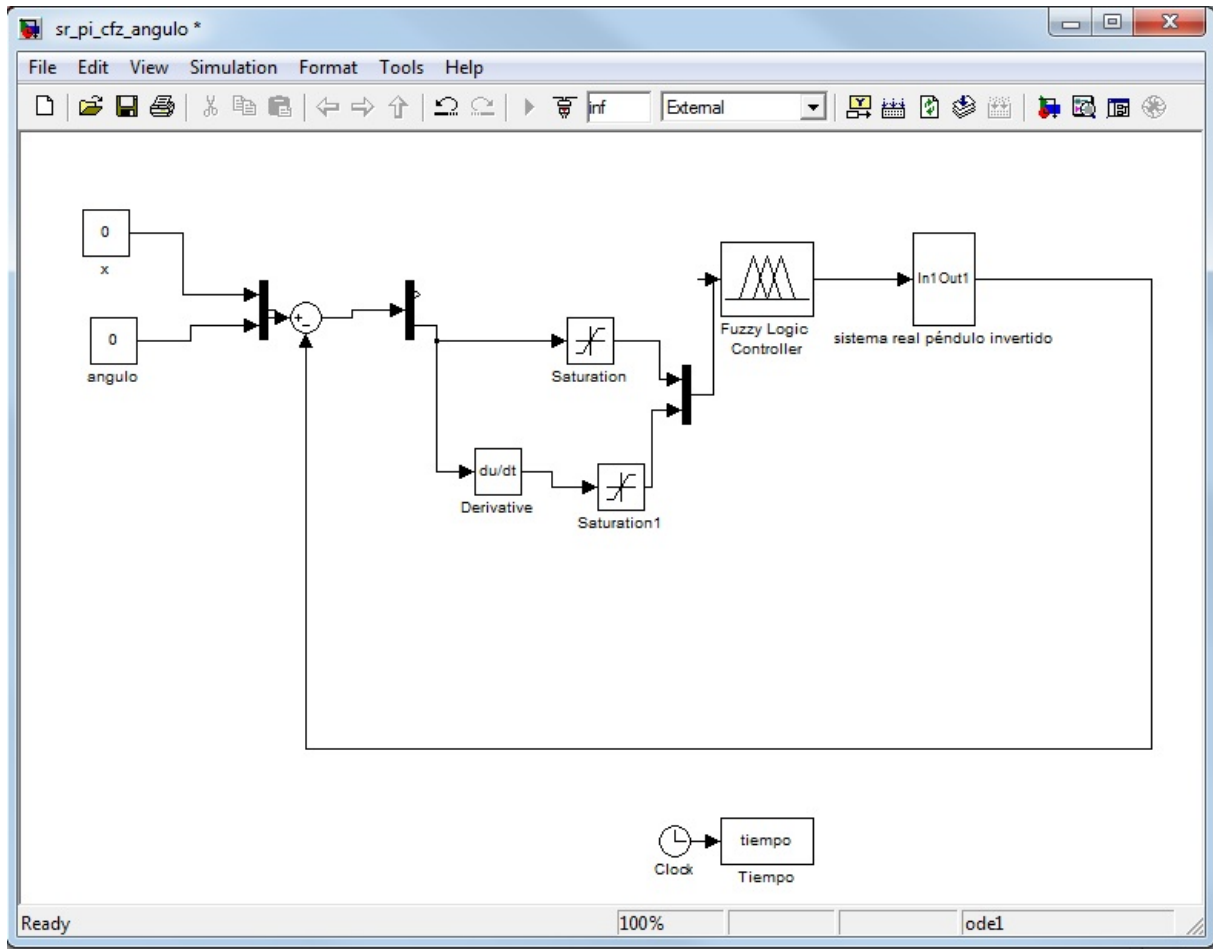 sr_pi_cfz_angulo *
File Edit View Simulation Format Tools Help
inf External
0
x
0
angulo
+
-
Saturation
du/dt
Derivative
Saturation1
Fuzzy Logic
Controller
In1 Out1
sistema real péndulo invertido
Clock
tiempo
Tiempo
Ready 100% ode1